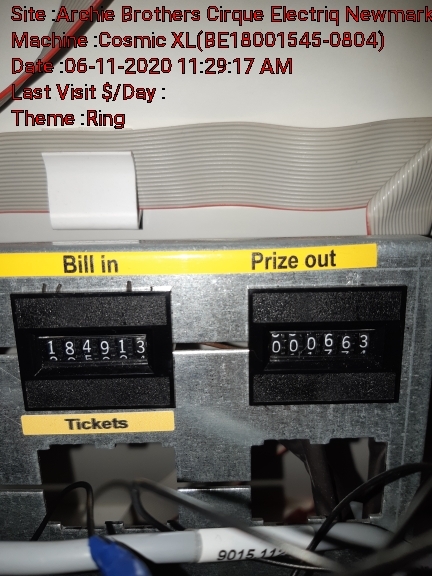 Site :Archie Brothers Cirque Electriq Newmark
Machine :Cosmic XL(BE18001545-0804)
Date :06-11-2020 11:29:17 AM
Last Visit $/Day :
Theme :Ring
Bill in
Prize out
184913
000663
Tickets